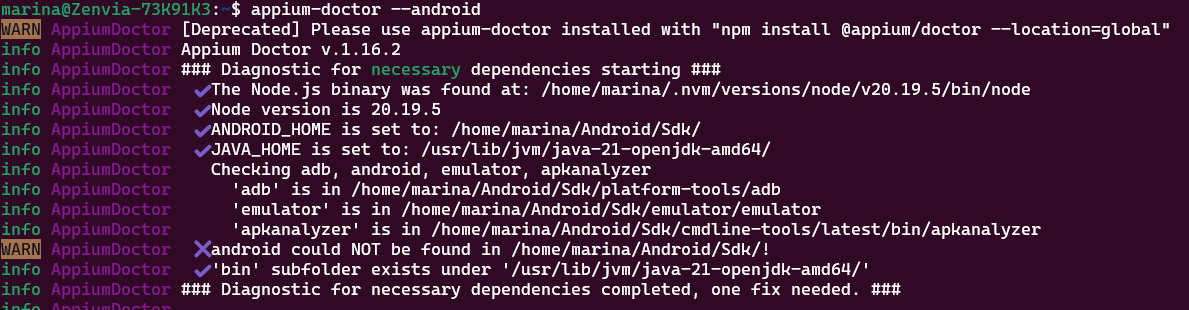 marina@Zenvia-73K91K3:~$ appium-doctor --android
WARN AppiumDoctor [Deprecated] Please use appium-doctor installed with "npm install @appium/doctor --location=global"
info AppiumDoctor Appium Doctor v.1.16.2
info AppiumDoctor ### Diagnostic for necessary dependencies starting ###
info AppiumDoctor ✔The Node.js binary was found at: /home/marina/.nvm/versions/node/v20.19.5/bin/node
info AppiumDoctor ✔Node version is 20.19.5
info AppiumDoctor ✔ANDROID_HOME is set to: /home/marina/Android/Sdk/
info AppiumDoctor ✔JAVA_HOME is set to: /usr/lib/jvm/java-21-openjdk-amd64/
info AppiumDoctor Checking adb, android, emulator, apkanalyzer
info AppiumDoctor 'adb' is in /home/marina/Android/Sdk/platform-tools/adb
info AppiumDoctor 'emulator' is in /home/marina/Android/Sdk/emulator/emulator
info AppiumDoctor 'apkanalyzer' is in /home/marina/Android/Sdk/cmdline-tools/latest/bin/apkanalyzer
WARN AppiumDoctor ✖android could NOT be found in /home/marina/Android/Sdk/!
info AppiumDoctor ✔'bin' subfolder exists under '/usr/lib/jvm/java-21-openjdk-amd64/'
info AppiumDoctor ### Diagnostic for necessary dependencies completed, one fix needed. ###
info AppiumDoctor